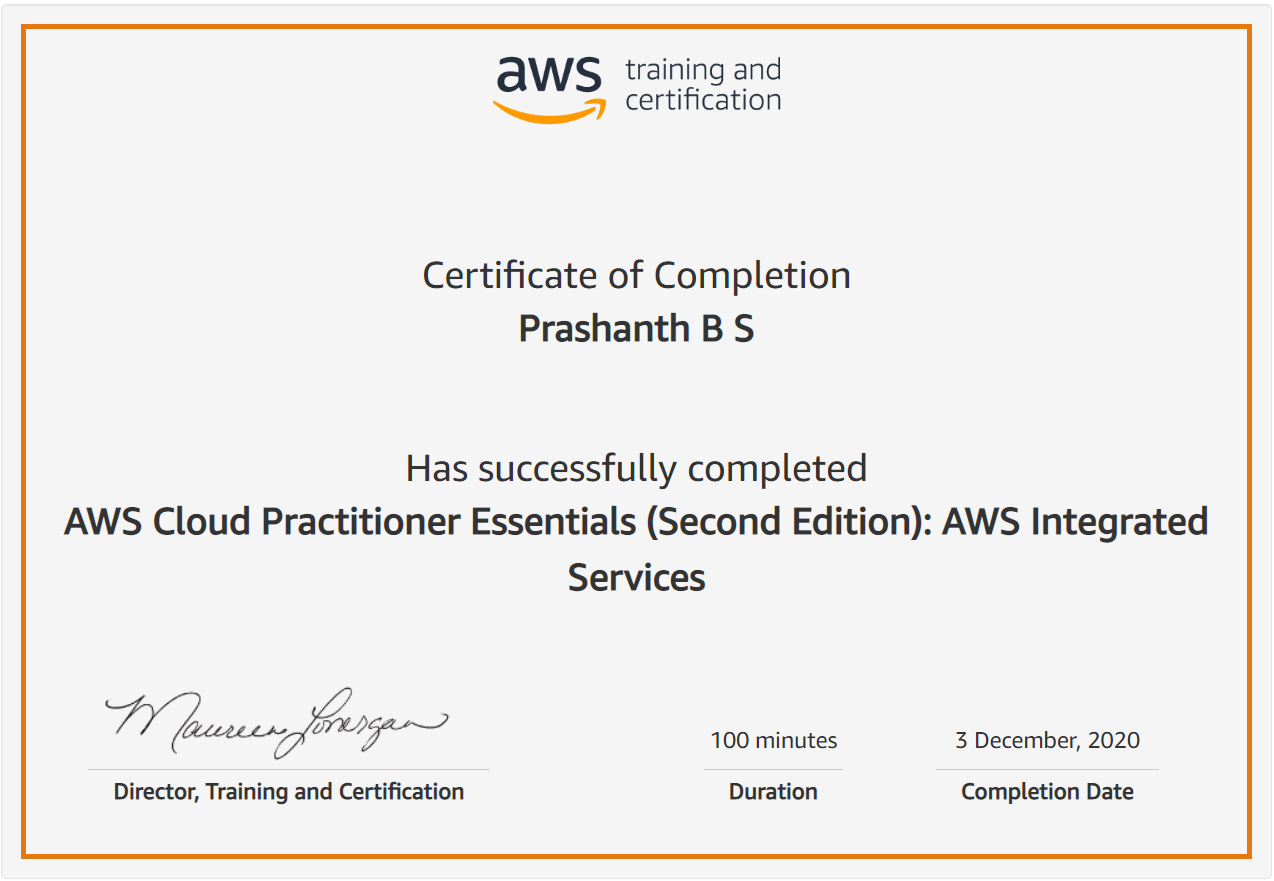 aws training and
certification
Certificate of Completion
Prashanth B S
Has successfully completed
AWS Cloud Practitioner Essentials (Second Edition): AWS Integrated
Services
Maureen Lonergan
100 minutes
3 December, 2020
Director, Training and Certification
Duration
Completion Date